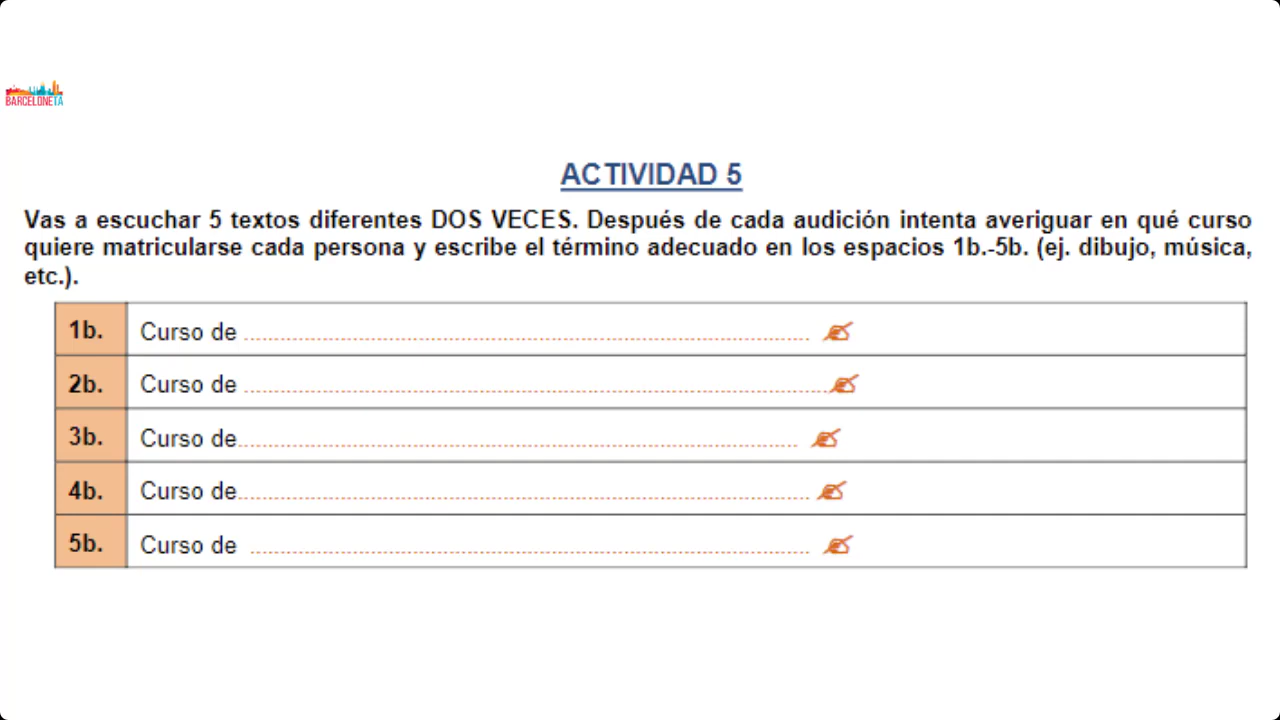 BARCELONETA
ACTIVIDAD 5
Vas a escuchar 5 textos diferentes DOS VECES. Después de cada audición intenta averiguar en qué curso
quiere matricularse cada persona y escribe el término adecuado en los espacios 1b.-5b. (ej. dibujo, música,
etc.).
1b. Curso de ................................................................................................
2b. Curso de ................................................................................................
3b. Curso de................................................................................................
4b. Curso de................................................................................................
5b. Curso de ................................................................................................